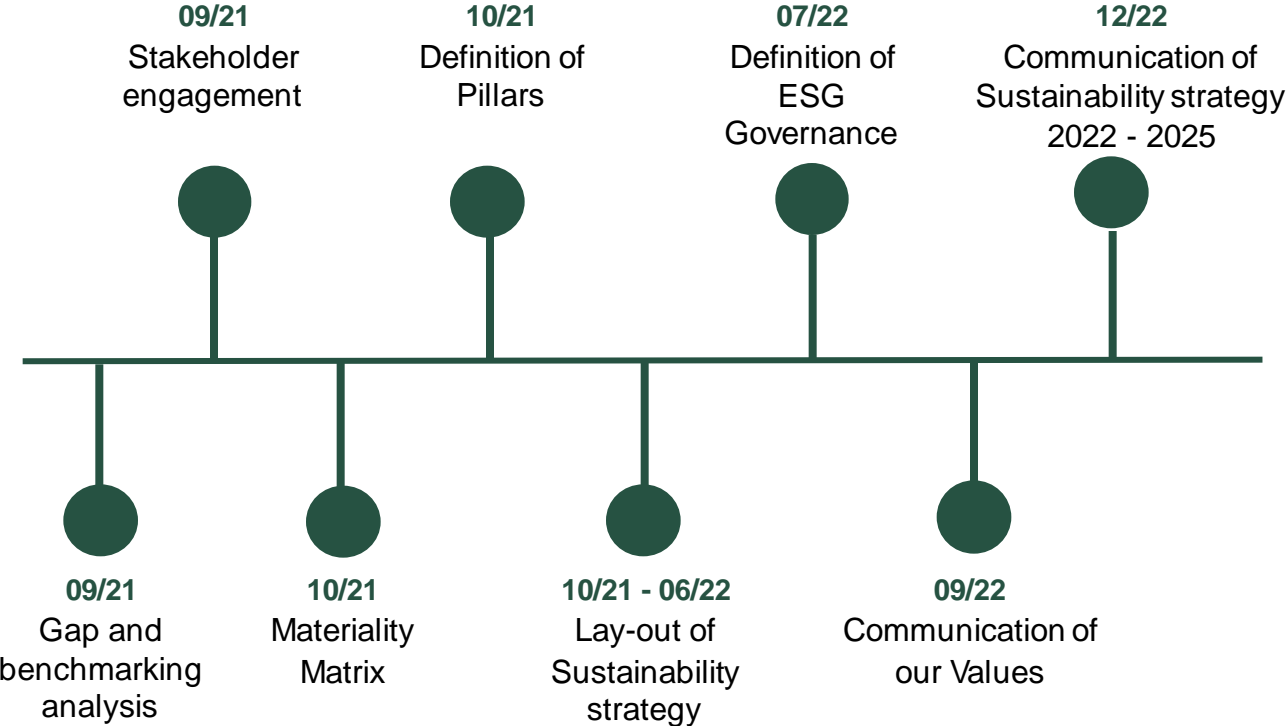 09/21
Stakeholder
engagement
10/21
Definition of
Pillars
07/22
Definition of
ESG
Governance
12/22
Communication of
Sustainability strategy
2022 - 2025
09/21
Gap and
benchmarking
analysis
10/21
Materiality
Matrix
10/21 - 06/22
Lay-out of
Sustainability
strategy
09/22
Communication of
our Values